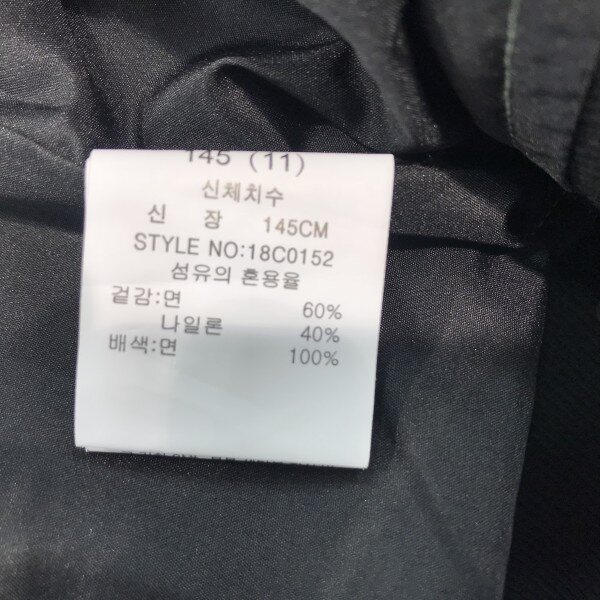 145 (11)
신체치수
신 장 145CM
STYLE NO:18C0152
섬유의 혼용율
겉감:면 60%
나일론 40%
배색:면 100%